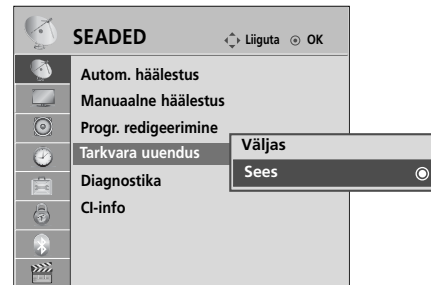 SEADED
Liiguta OK
Autom. häälestus
Manuaalne häälestus
Progr. redigeerimine
Tarkvara uuendus
Väljas
Sees
Diagnostika
CI-info